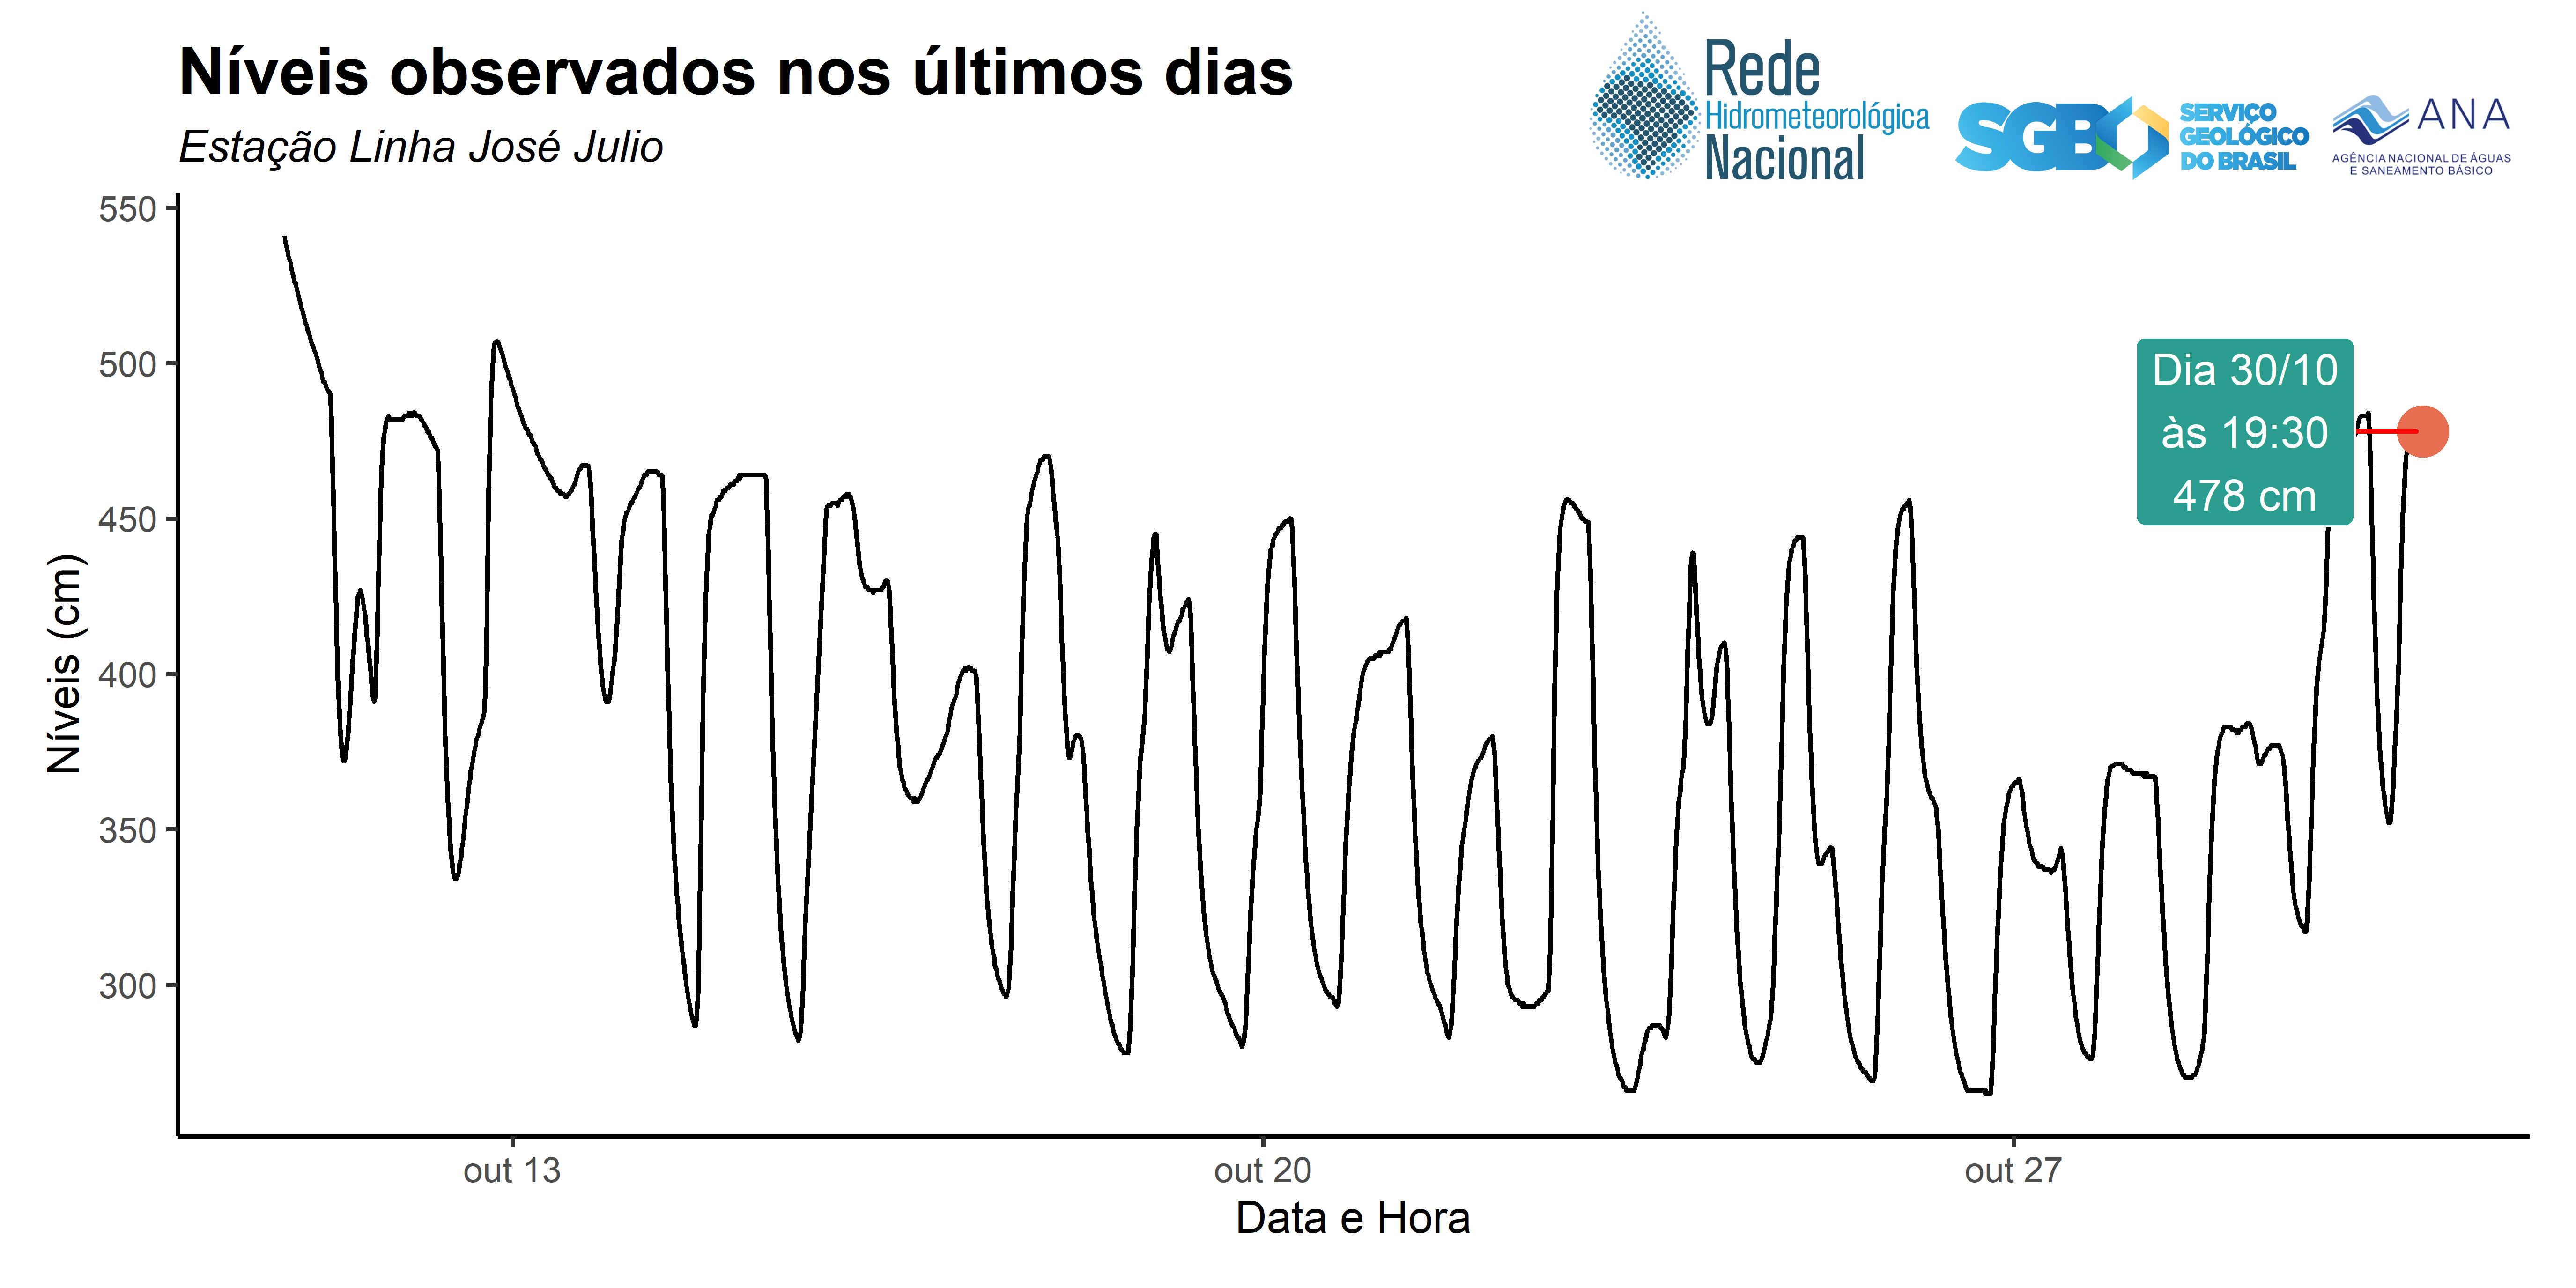 Níveis observados nos últimos dias
Estação Linha José Julio
Rede
Hidrometeorológica
Nacional
SGB
SERVIÇO
GEOLÓGICO
DO BRASIL
ANA
AGÊNCIA NACIONAL DE ÁGUAS
E SANEAMENTO BÁSICO
Níveis (cm)
550
500
450
400
350
300
Dia 30/10
às 19:30
478 cm
out 13
out 20
out 27
Data e Hora